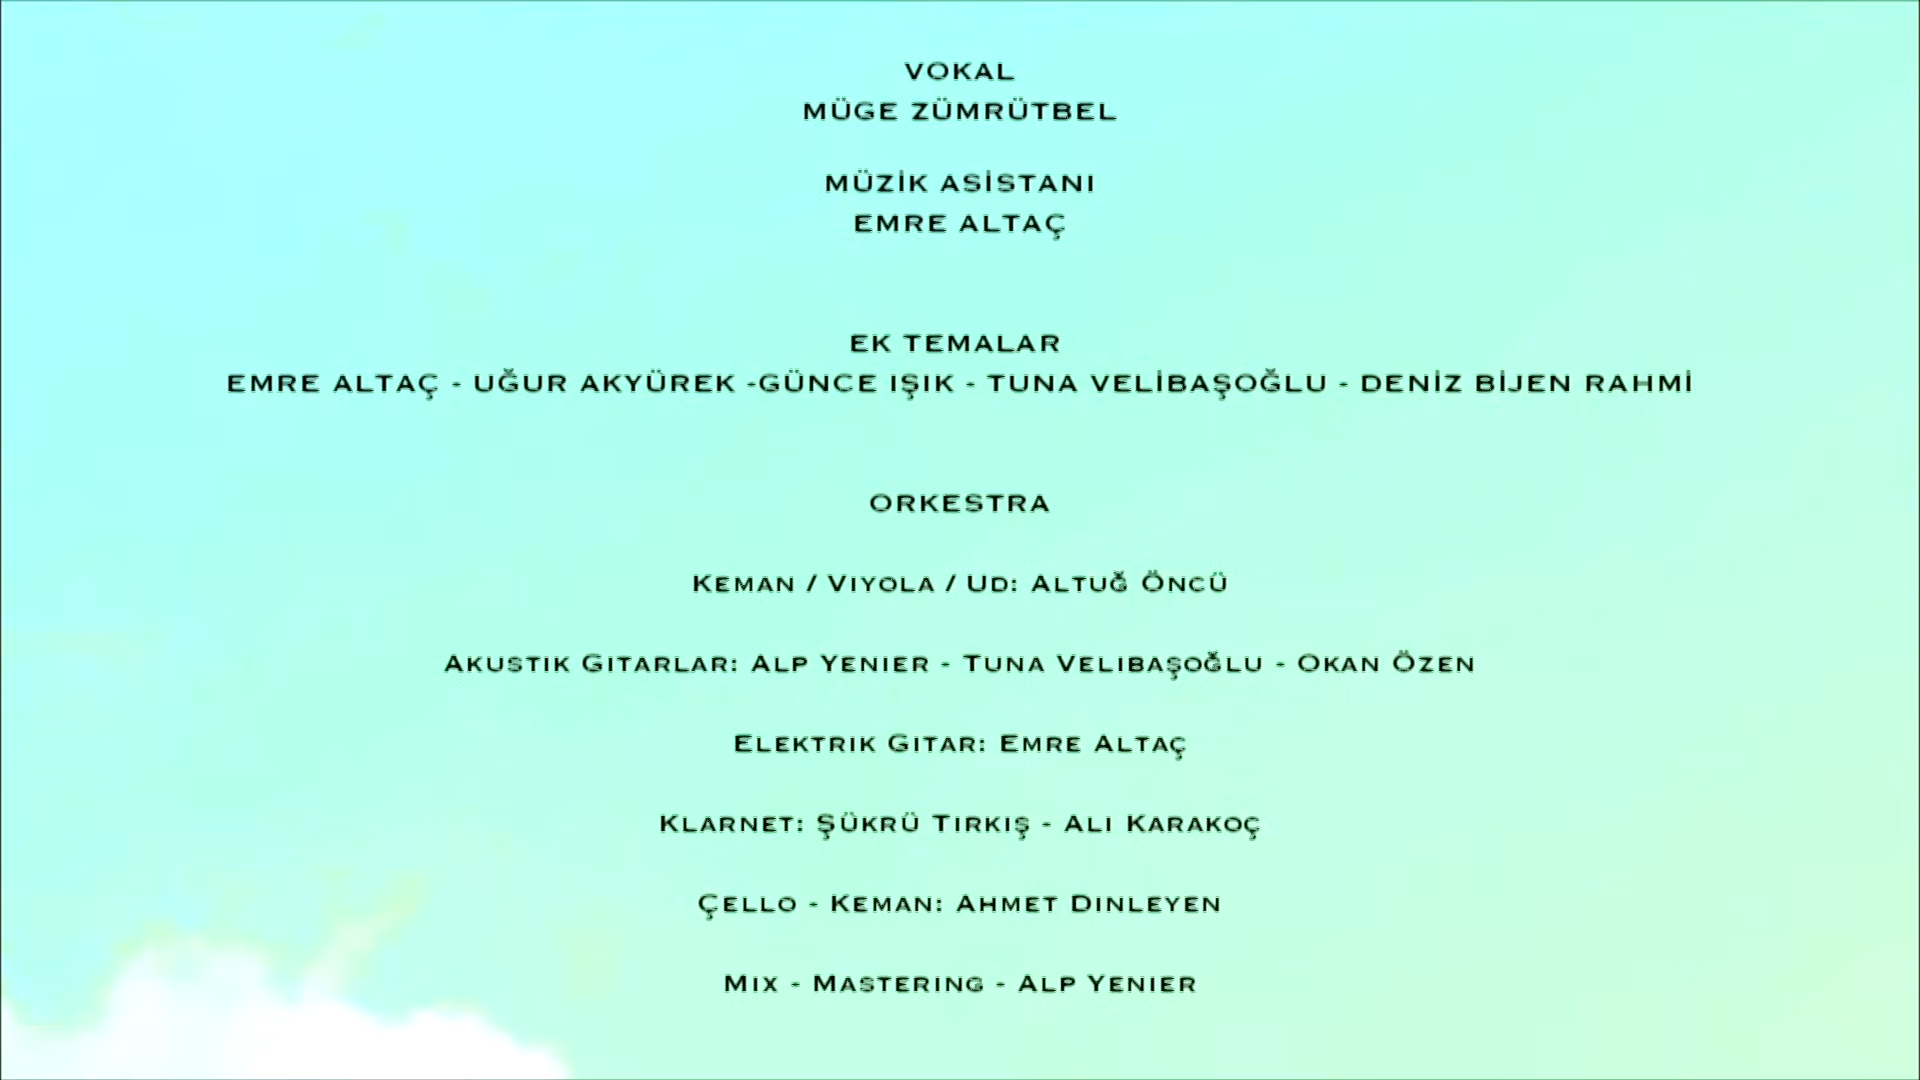 VOKAL
MÜGE ZÜMRÜTBEL
MÜZİK ASİSTANI
EMRE ALTAÇ
EK TEMALAR
EMRE ALTAÇ - UĞUR AKYÜREK -GÜNCE IŞIK - TUNA VELİBAŞOĞLU - DENİZ BİJEN RAHMİ
ORKESTRA
KEMAN / VIYOLA / UD: ALTUĞ ÖNCÜ
AKUSTIK GITARLAR: ALP YENIER - TUNA VELIBAŞOĞLU - OKAN ÖZEN
ELEKTRIK GITAR: EMRE ALTAÇ
KLARNET: ŞÜKRÜ TIRKIŞ - ALI KARAKOÇ
ÇELLO - KEMAN: AHMET DINLEYEN
MIX - MASTERING - ALP YENIER